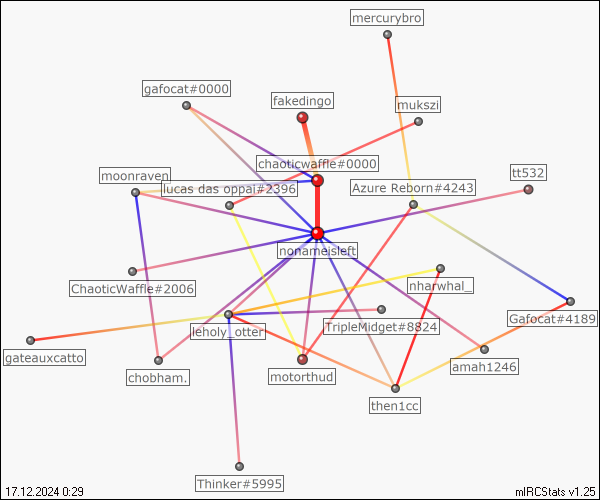 mercurybro
gafocat#0000
fakedingo
mukszi
chaoticwaffle#0000
moonraven
lucas das oppai#2396
Azure Reborn#4243
tt532
nonameisleft
nharwhal_
ChaoticWaffle#2006
leholy_otter
TripleMidget#8824
Gafocat#4189
gateauxcatto
chobham.
motorthud
amah1246
then1cc
Thinker#5995
17.12.2024 0:29
mIRCStats v1.25